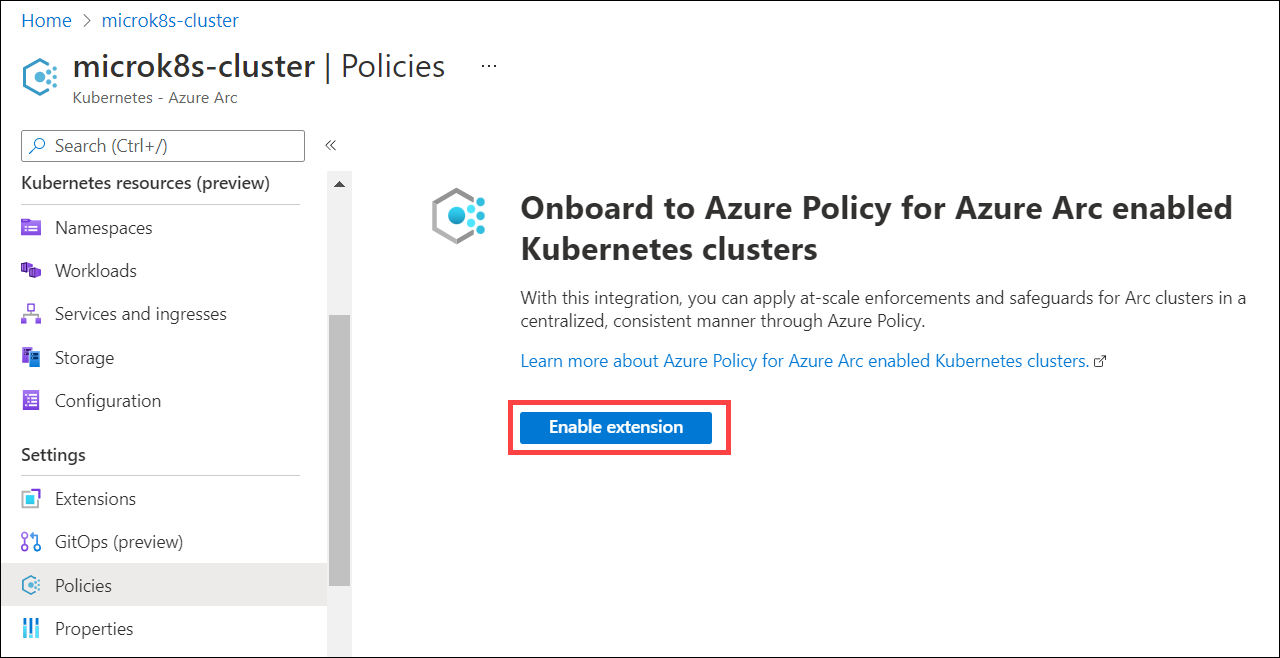 Home > microk8s-cluster
microk8s-cluster | Policies ...
Kubernetes - Azure Arc
Search (Ctrl+/)
«
Kubernetes resources (preview)
Namespaces
Workloads
Services and ingresses
Storage
Configuration
Settings
Extensions
GitOps (preview)
Policies
Properties
Onboard to Azure Policy for Azure Arc enabled
Kubernetes clusters
With this integration, you can apply at-scale enforcements and safeguards for Arc clusters in a
centralized, consistent manner through Azure Policy.
Learn more about Azure Policy for Azure Arc enabled Kubernetes clusters.
Enable extension